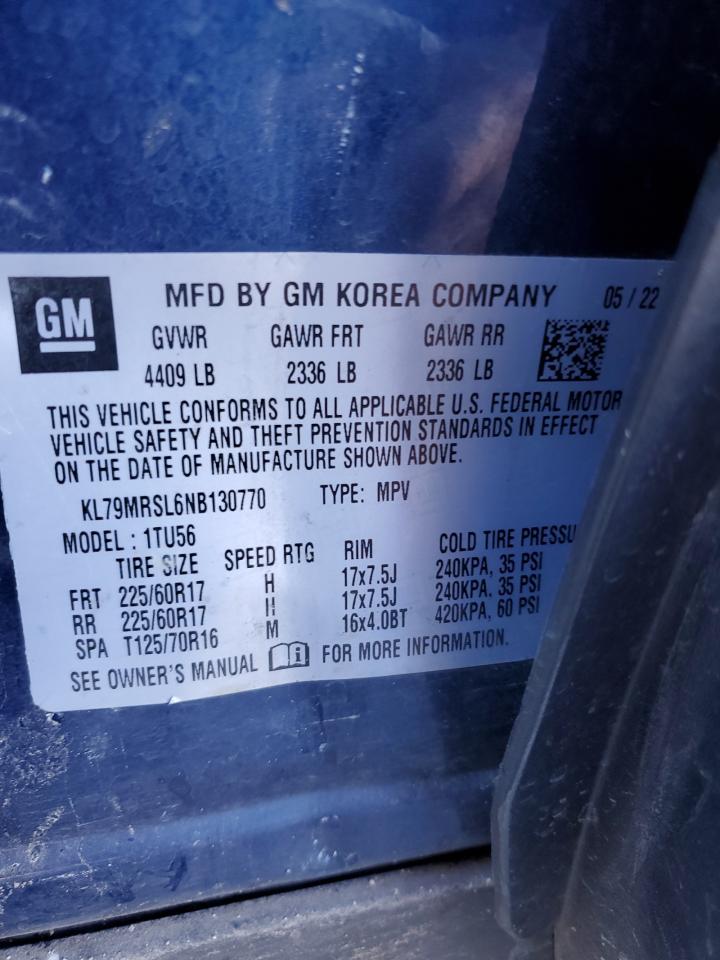 GM MFD BY GM KOREA COMPANY 05 / 22
GVWR GAWR FRT GAWR RR
4409 LB 2336 LB 2336 LB
THIS VEHICLE CONFORMS TO ALL APPLICABLE U.S. FEDERAL MOTOR
VEHICLE SAFETY AND THEFT PREVENTION STANDARDS IN EFFECT
ON THE DATE OF MANUFACTURE SHOWN ABOVE.
KL79MRSL6NB130770 TYPE: MPV
MODEL : 1TU56
TIRE SIZE SPEED RTG RIM COLD TIRE PRESSU
FRT 225/60R17 H 17x7.5J 240KPA, 35 PSI
RR 225/60R17 H 17x7.5J 240KPA, 35 PSI
SPA T125/70R16 M 16x4.0BT 420KPA, 60 PSI
SEE OWNER'S MANUAL i FOR MORE INFORMATION.